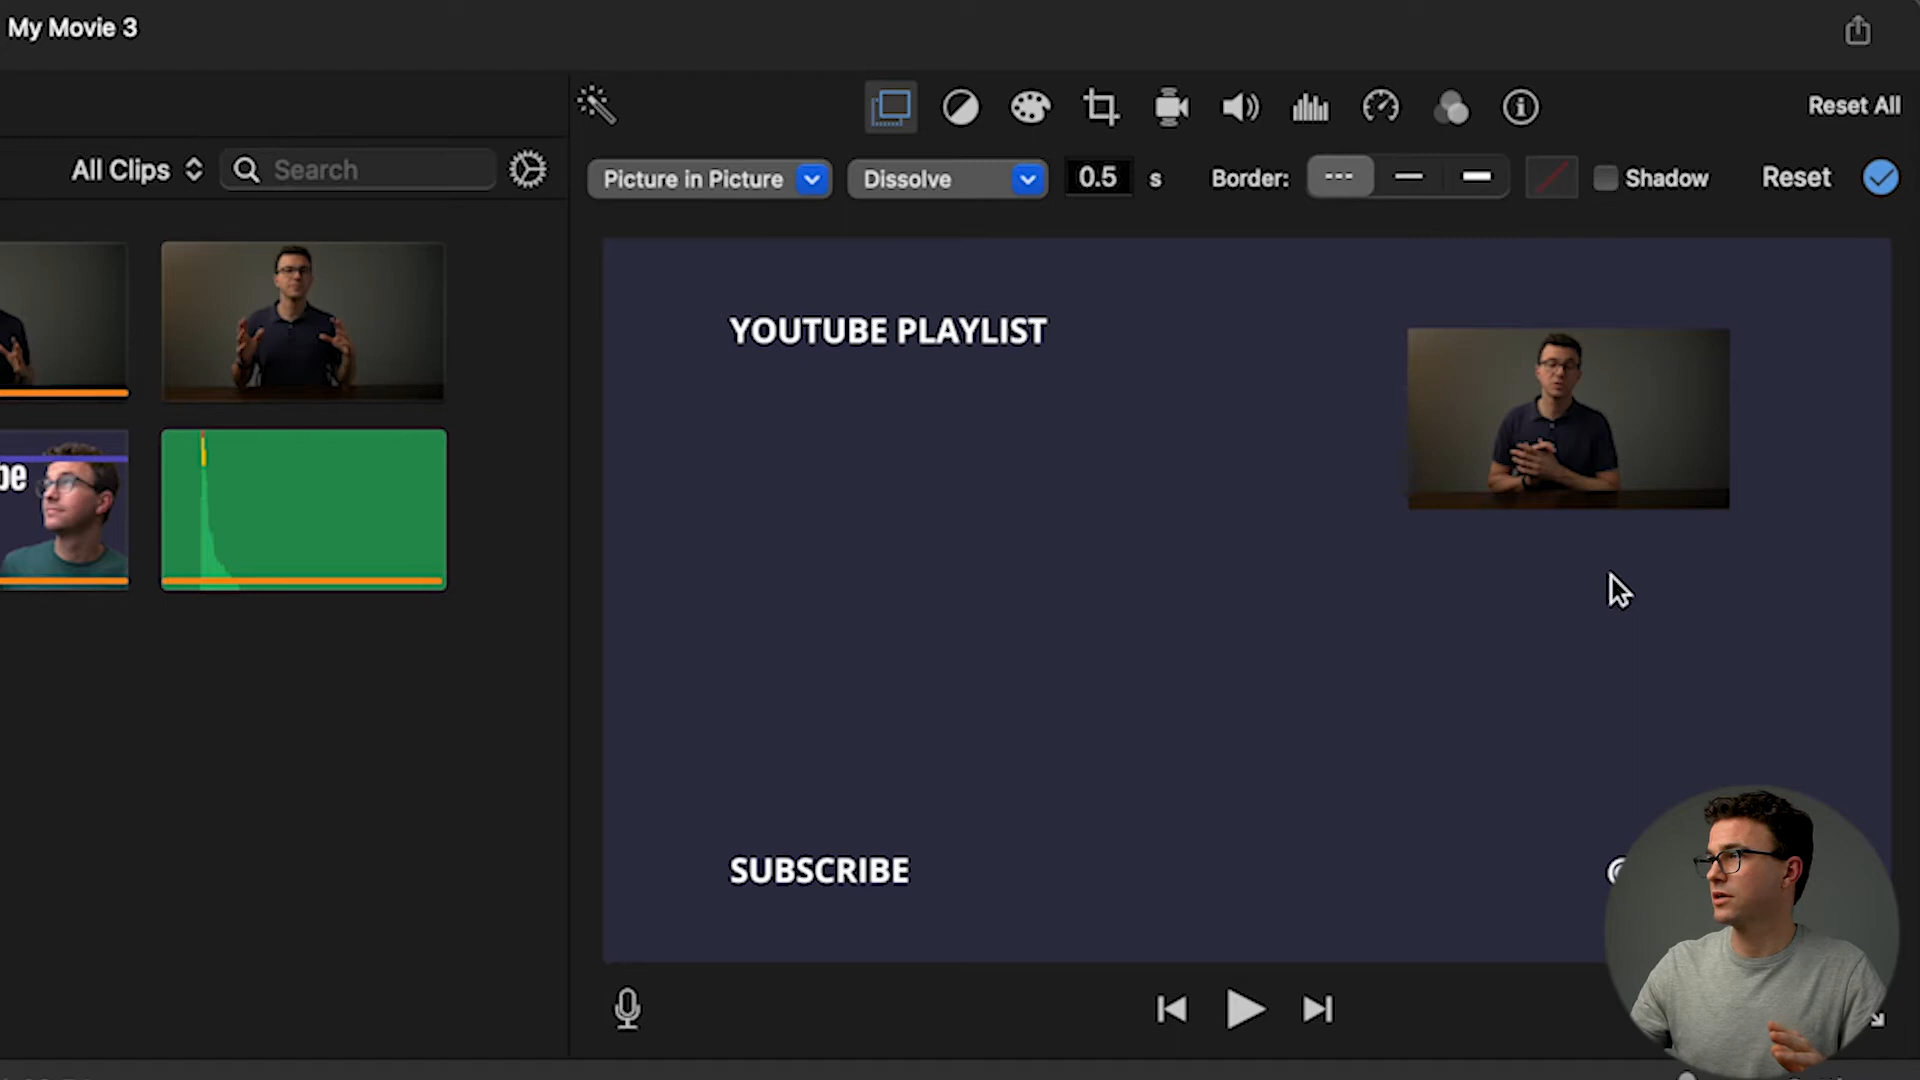 My Movie 3
Reset All
All Clips
Search
Picture in Picture
Dissolve
0.5 s
Border:
Shadow
Reset
YOUTUBE PLAYLIST
be
SUBSCRIBE
@